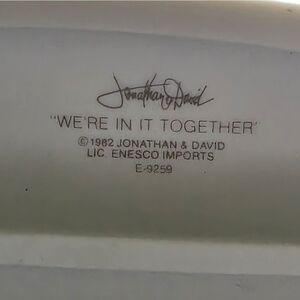 Jonathan & David
"WE'RE IN IT TOGETHER"
© 1982 JONATHAN & DAVID
LIC. ENESCO IMPORTS
E-9259